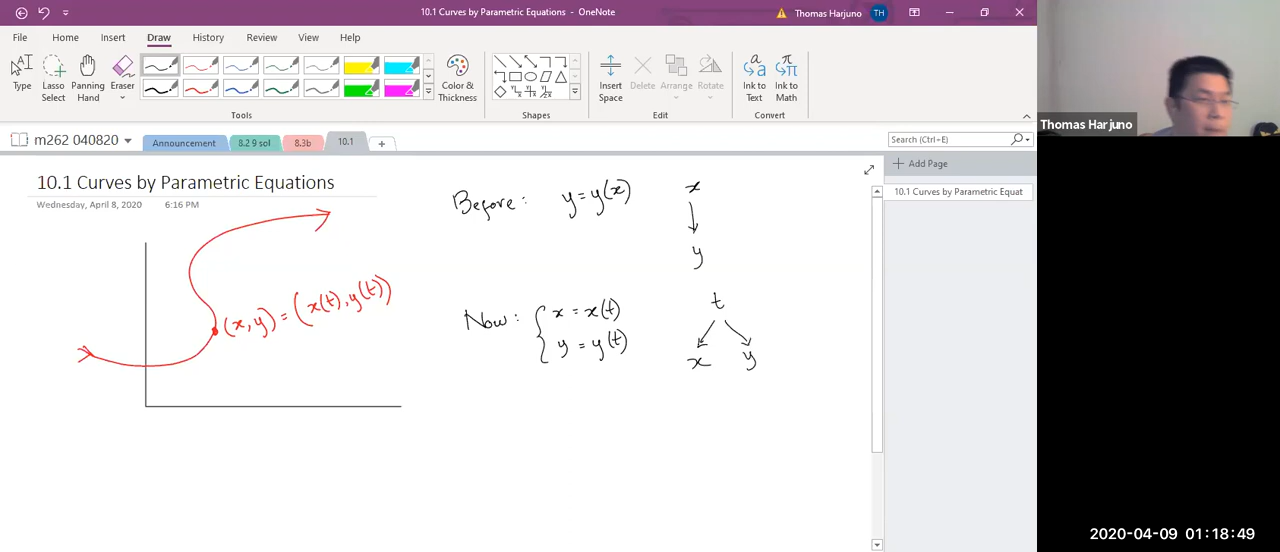 10.1 Curves by Parametric Equations - OneNote
Thomas Harjuno TH
File Home Insert Draw History Review View Help
Type
Lasso Select
Panning Hand
Eraser
Color & Thickness
Insert Space
Delete
Arrange
Rotate
Ink to Text
Ink to Math
Tools Shapes Edit Convert
Thomas Harjuno
m262 040820 Announcement 8.2 9 sol 8.3b 10.1 +
Search (Ctrl+E)
Add Page
10.1 Curves by Parametric Equat
10.1 Curves by Parametric Equations
Wednesday, April 8, 2020 6:16 PM
Before: y = y(x)
x
y
(x, y) = (x(t), y(t))
Now: { x = x(t)
y = y(t)
t
x y
2020-04-09 01:18:49